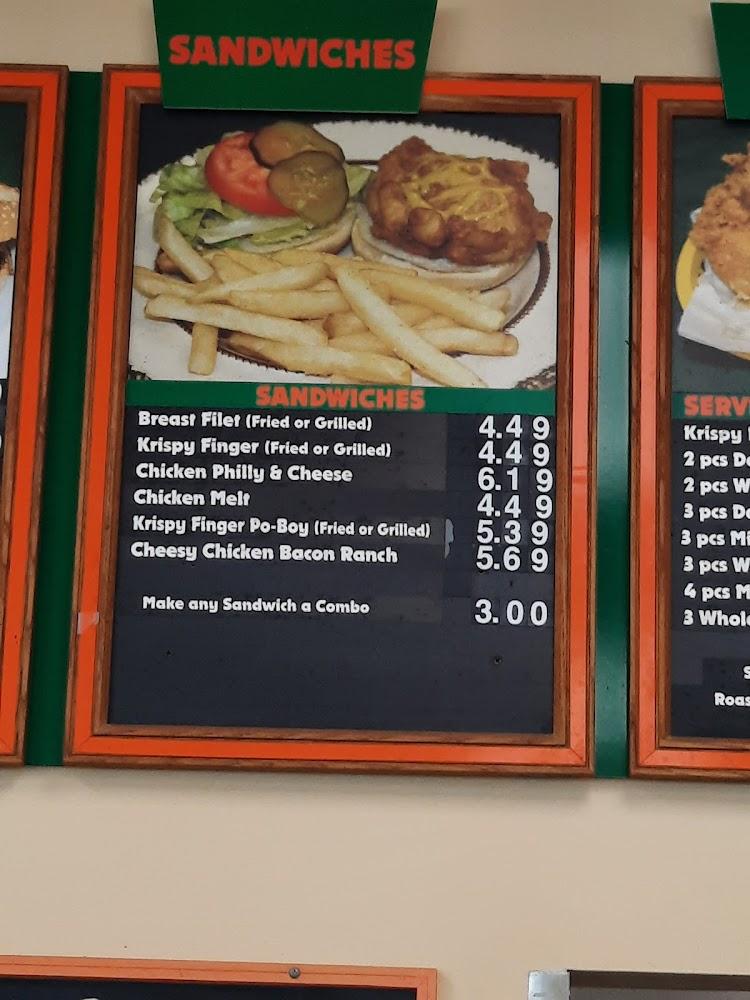 SANDWICHES
SANDWICHES
Breast Filet (Fried or Grilled) 4.49
Krispy Finger (Fried or Grilled) 4.49
Chicken Philly & Cheese 6.19
Chicken Melt 4.49
Krispy Finger Po-Boy (Fried or Grilled) 5.39
Cheesy Chicken Bacon Ranch 5.69
Make any Sandwich a Combo 3.00
Krispy
2 pcs
2 pcs
3 pcs
3 pcs
3 pcs
4 pcs
3